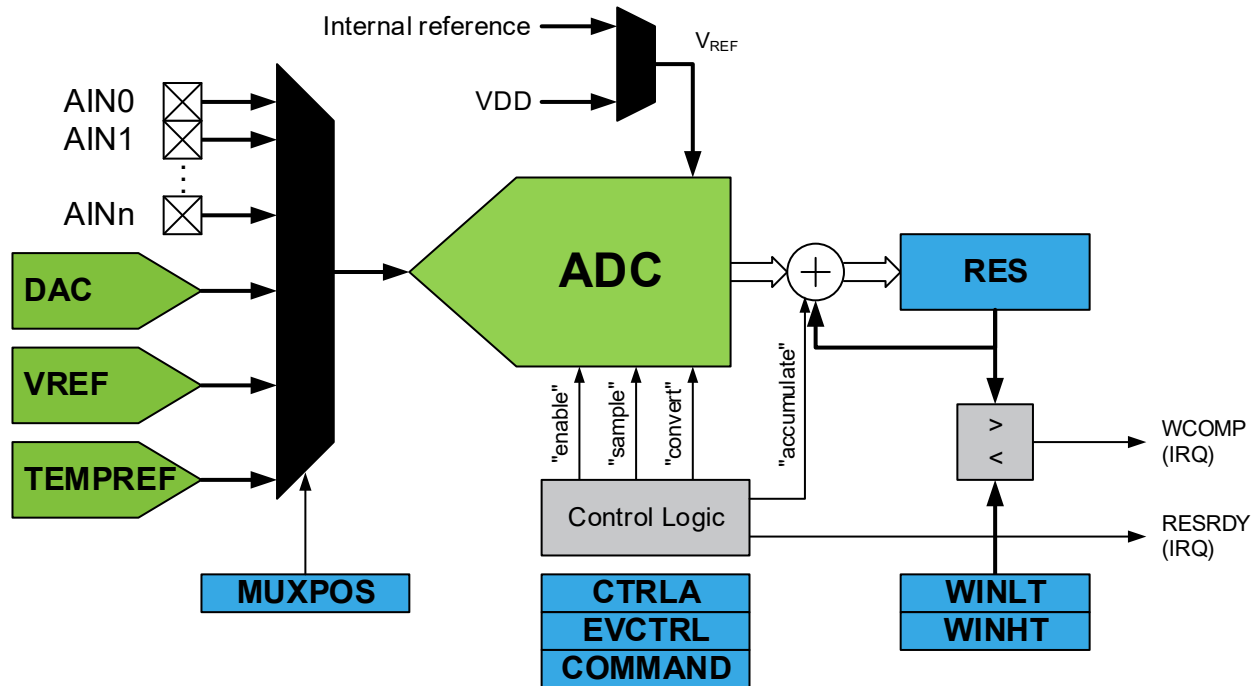 Internal reference
V_REF
VDD
AIN0
AIN1
AINn
DAC
VREF
TEMPREF
MUXPOS
ADC
+
RES
"enable"
"sample"
"convert"
"accumulate"
>
<
WCOMP
(IRQ)
Control Logic
RESRDY
(IRQ)
CTRLA
EVCTRL
COMMAND
WINLT
WINHT